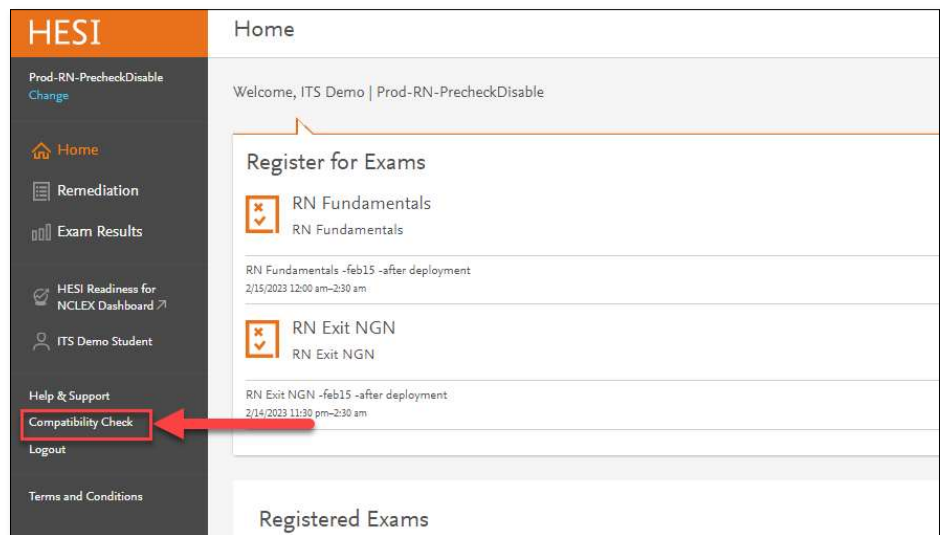 HESI
Prod-RN-PrecheckDisable
Change
Home
Remediation
Exam Results
HESI Readiness for
NCLEX Dashboard
ITS Demo Student
Help & Support
Compatibility Check
Logout
Terms and Conditions
Home
Welcome, ITS Demo | Prod-RN-PrecheckDisable
Register for Exams
RN Fundamentals
RN Fundamentals
RN Fundamentals -feb15 -after deployment
2/15/2023 12:00 am–2:30 am
RN Exit NGN
RN Exit NGN
RN Exit NGN -feb15 -after deployment
2/14/2023 11:30 pm–2:30 am
Registered Exams